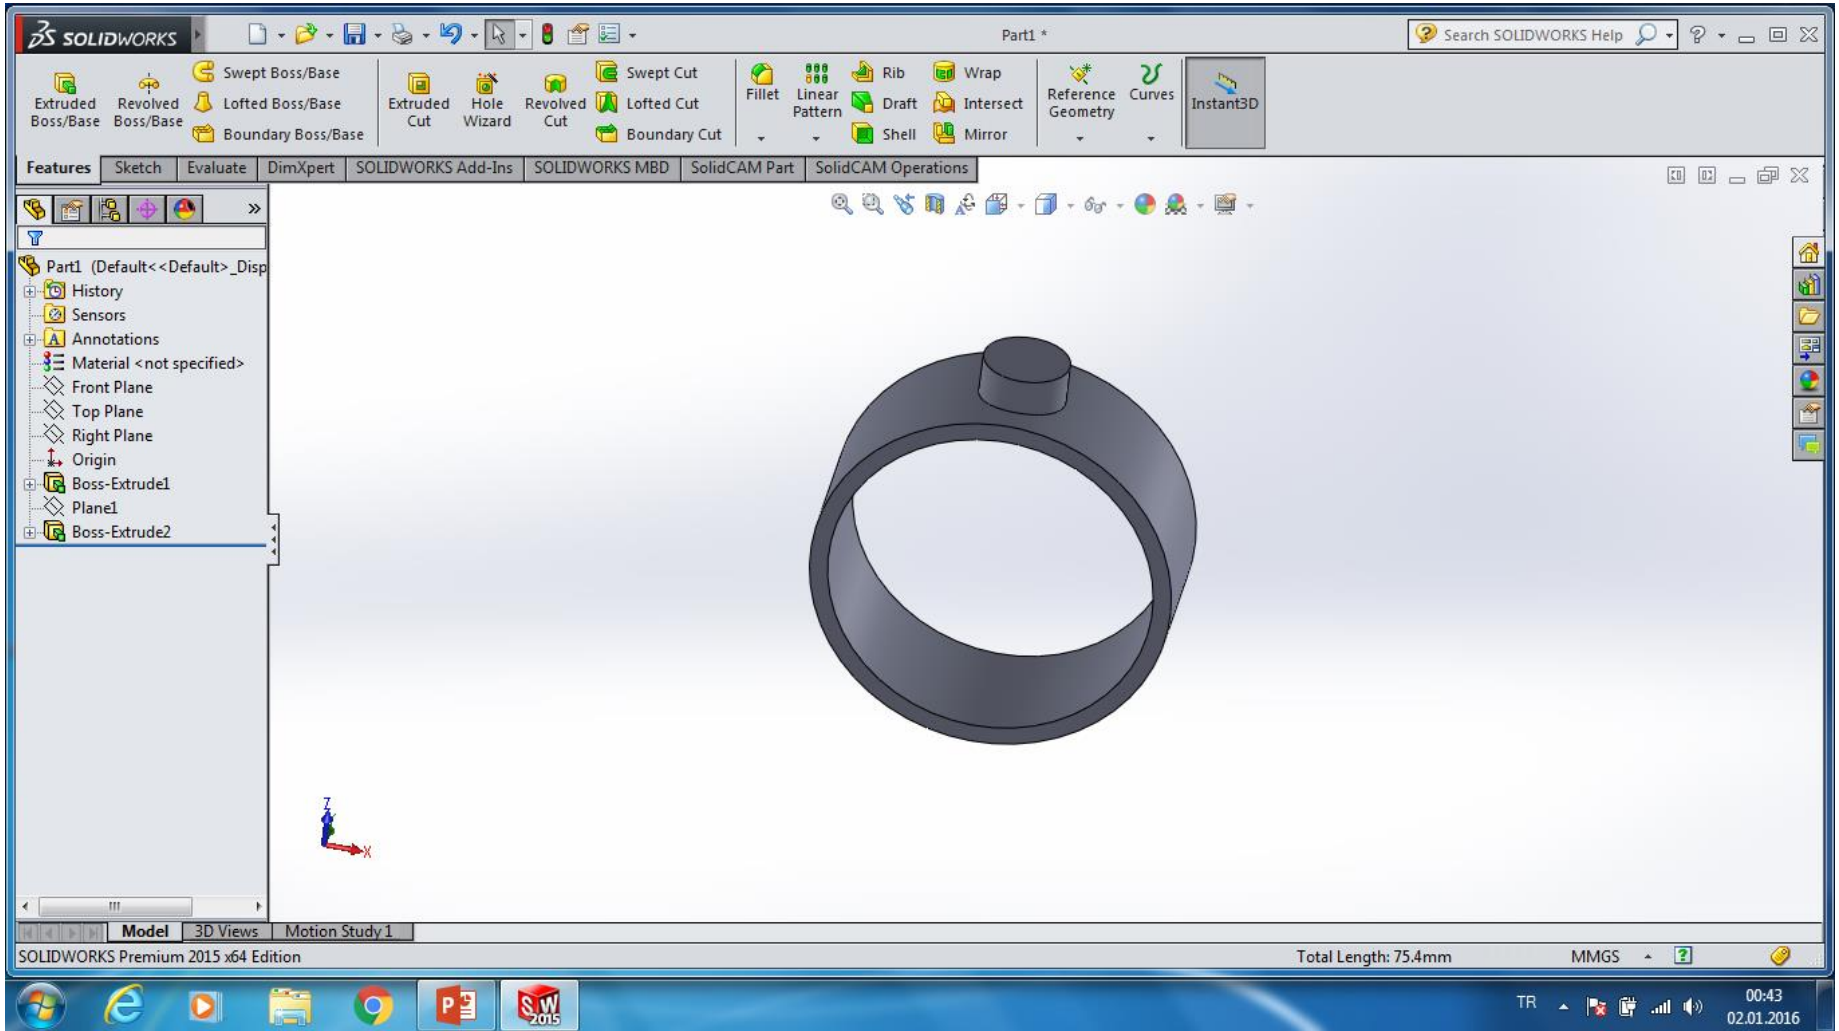 SOLIDWORKS
Part1 *
Search SOLIDWORKS Help
Extruded Boss/Base
Revolved Boss/Base
Swept Boss/Base
Lofted Boss/Base
Boundary Boss/Base
Extruded Cut
Hole Wizard
Revolved Cut
Swept Cut
Lofted Cut
Boundary Cut
Fillet
Linear Pattern
Rib
Draft
Shell
Wrap
Intersect
Mirror
Reference Geometry
Curves
Instant3D
Features Sketch Evaluate DimXpert SOLIDWORKS Add-Ins SOLIDWORKS MBD SolidCAM Part SolidCAM Operations
Part1 (Default<<Default>_Disp
History
Sensors
A Annotations
Material <not specified>
Front Plane
Top Plane
Right Plane
Origin
Boss-Extrude1
Plane1
Boss-Extrude2
Z
X
Model 3D Views Motion Study 1
SOLIDWORKS Premium 2015 x64 Edition
Total Length: 75.4mm
MMGS
P
SW
2015
TR
00:43
02.01.2016